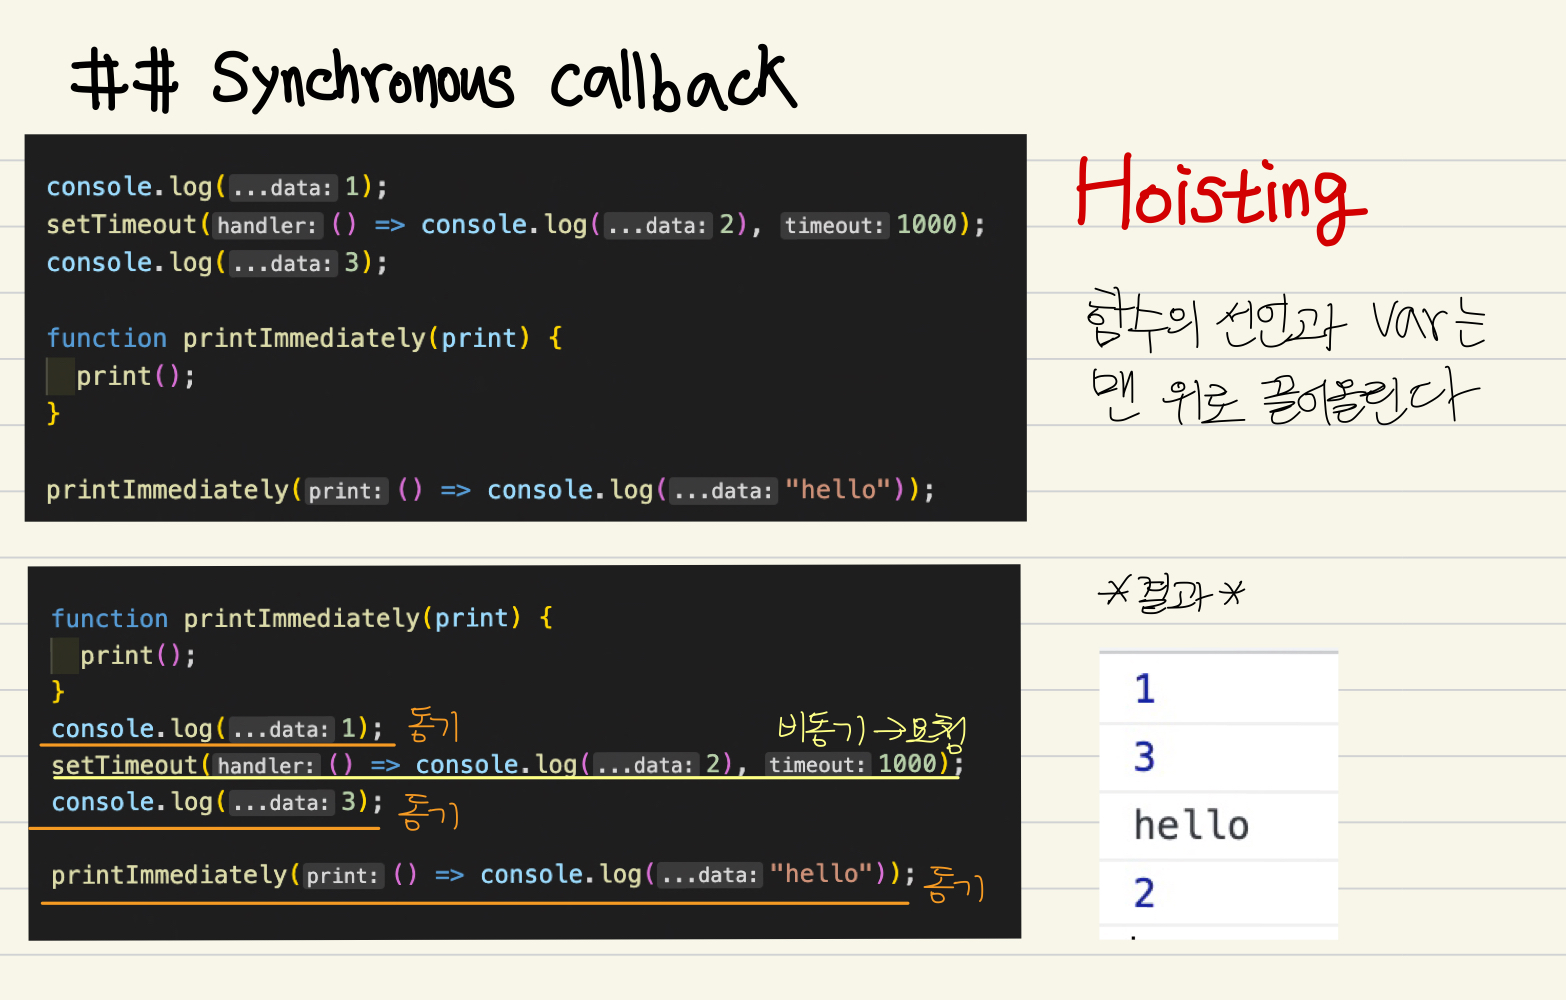 ## Synchronous callback
console.log(...data: 1);
setTimeout(handler: () => console.log(...data: 2), timeout: 1000);
console.log(...data: 3);
function printImmediately(print) {
print();
}
printImmediately(print: () => console.log(...data: "hello"));
Hoisting
함수의 선언과 var는
맨 위로 끌어올린다
function printImmediately(print) {
print();
}
console.log(...data: 1); 동기
비동기→요청
setTimeout(handler: () => console.log(...data: 2), timeout: 1000);
console.log(...data: 3); 동기
printImmediately(print: () => console.log(...data: "hello")); 동기
*결과*
1
3
hello
2